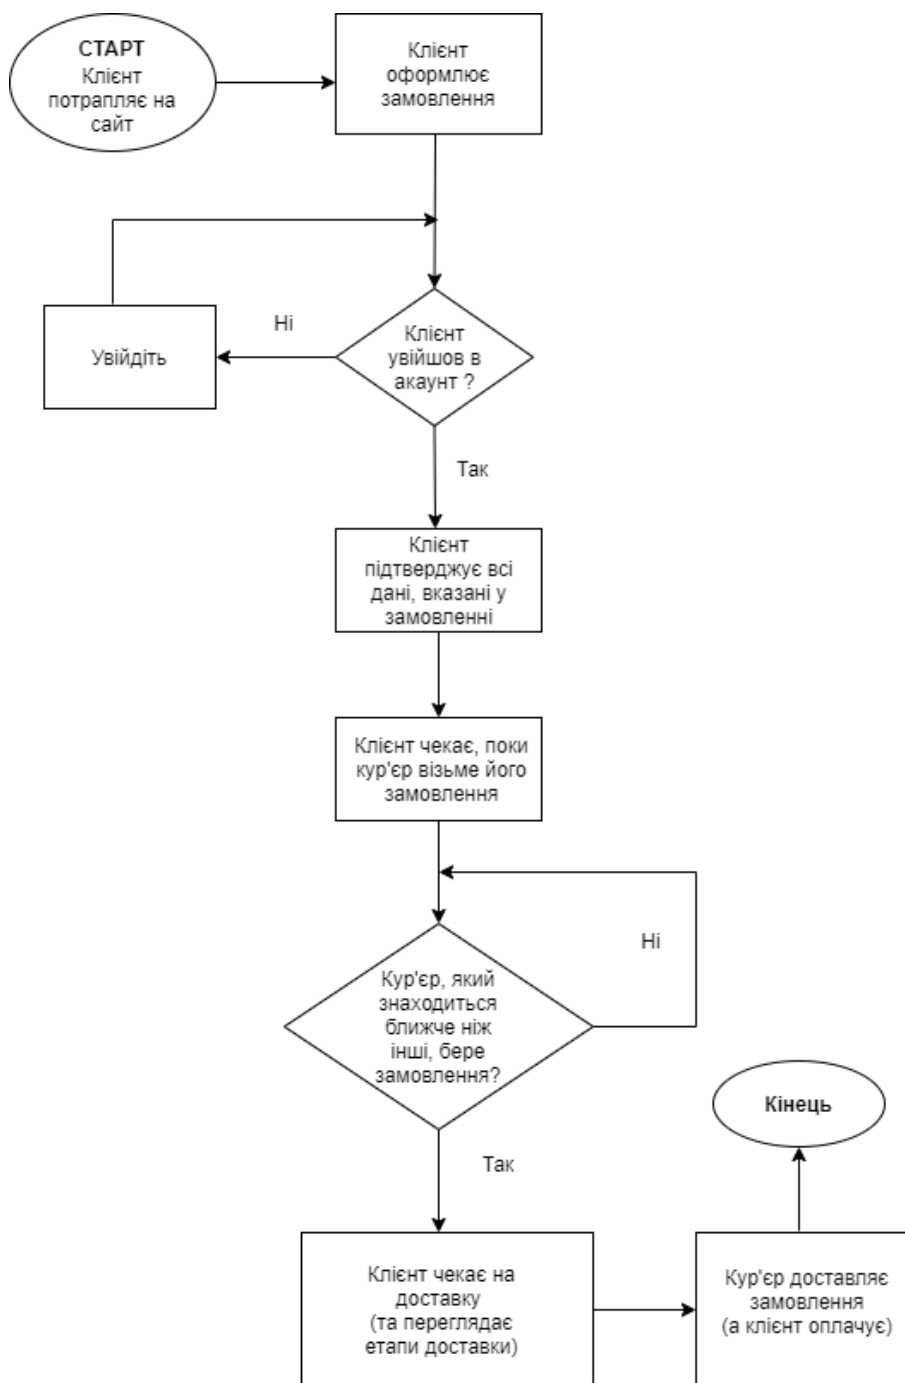 СТАРТ
Клієнт
потрапляє на
сайт
Клієнт
оформлює
замовлення
Ні
Увійдіть
Клієнт
увійшов в
акаунт ?
Так
Клієнт
підтверджує всі
дані, вказані у
замовленні
Клієнт чекає, поки
кур'єр візьме його
замовлення
Ні
Кур'єр, який
знаходиться
ближче ніж
інші, бере
замовлення?
Так
Клієнт чекає на
доставку
(та переглядає
етапи доставки)
Кур'єр доставляє
замовлення
(а клієнт оплачує)
Кінець